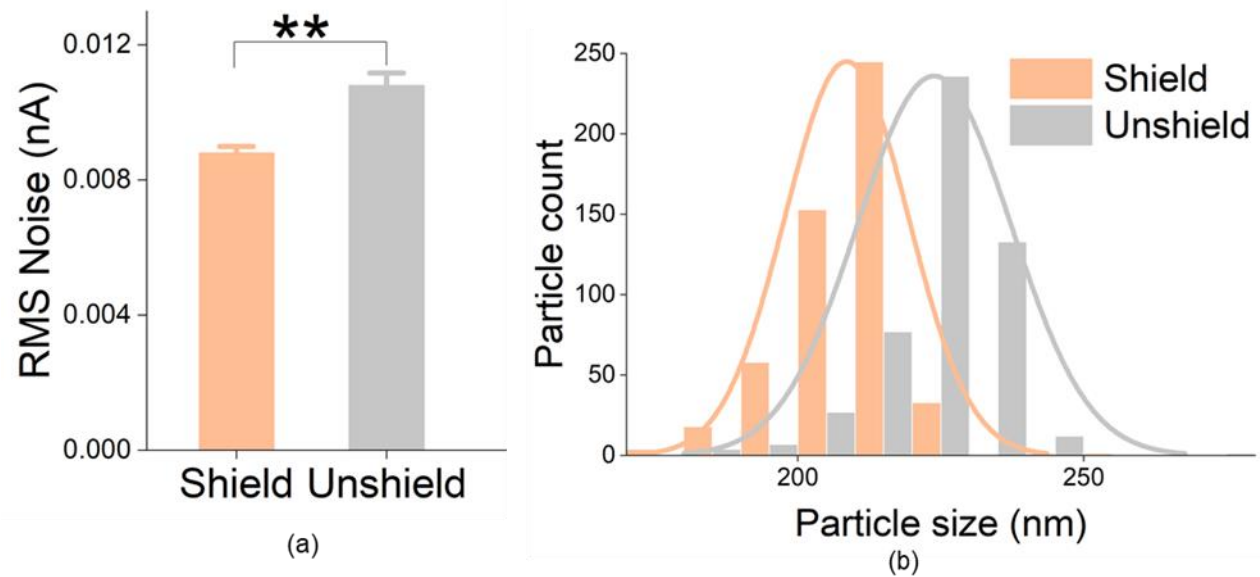 **
0.012
0.008
0.004
0.000
RMS Noise (nA)
Shield Unshield
(a)
250
200
150
100
50
0
Particle count
Shield
Unshield
200 250
Particle size (nm)
(b)